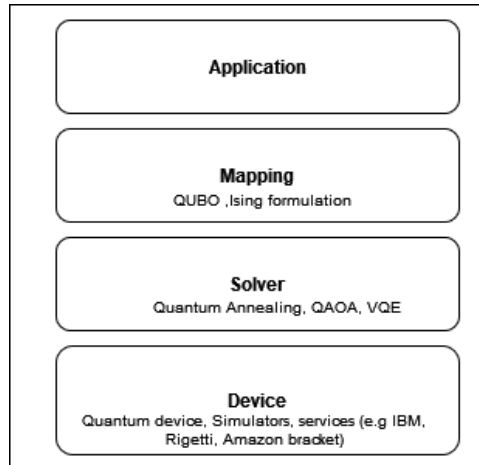 Application
Mapping
QUBO ,Ising formulation
Solver
Quantum Annealing, QAOA, VQE
Device
Quantum device, Simulators, services (e.g IBM,
Rigetti, Amazon bracket)